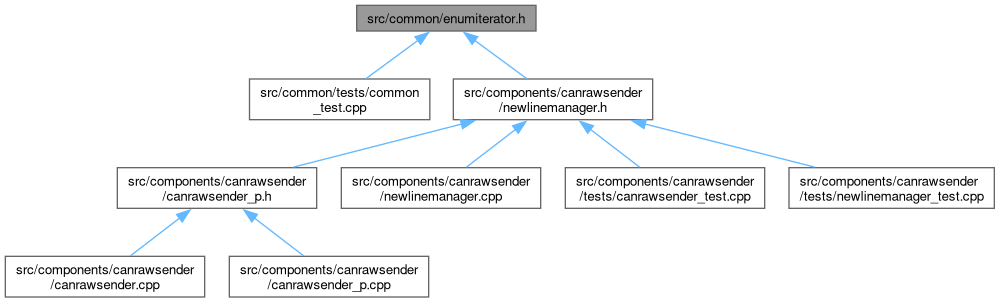 src/common/enumiterator.h
src/common/tests/common
_test.cpp
src/components/canrawsender
/newlinemanager.h
src/components/canrawsender
/canrawsender_p.h
src/components/canrawsender
/newlinemanager.cpp
src/components/canrawsender
/tests/canrawsender_test.cpp
src/components/canrawsender
/tests/newlinemanager_test.cpp
src/components/canrawsender
/canrawsender.cpp
src/components/canrawsender
/canrawsender_p.cpp